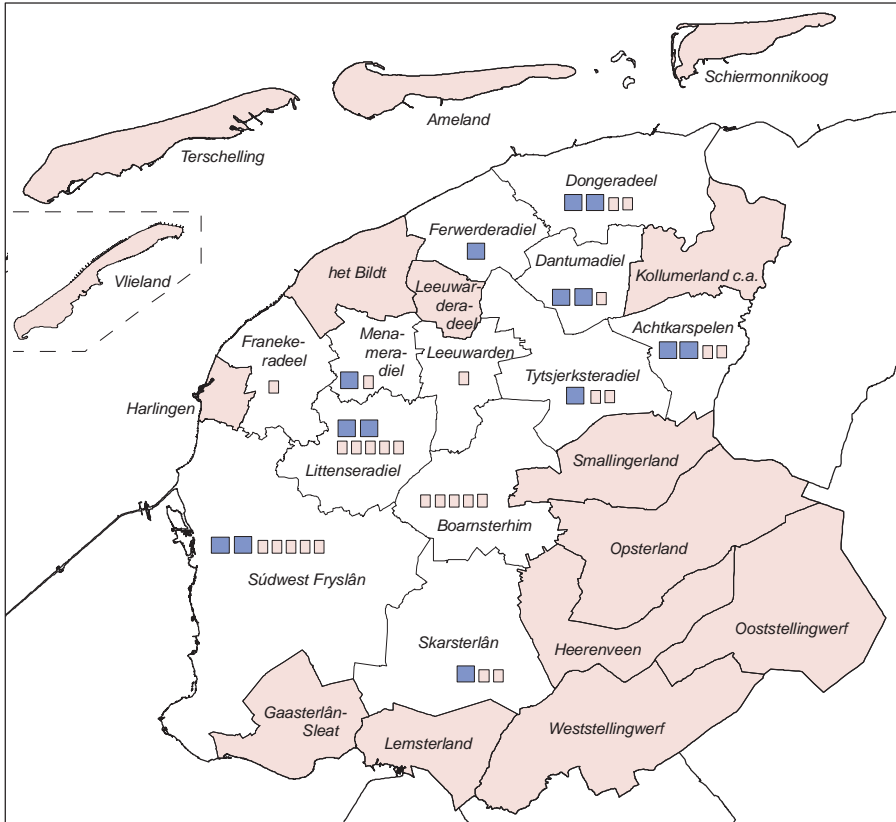 Schiermonnikoog
Ameland
Terschelling
Dongeradeel
Ferwerderadiel
Dantumadiel
Vlieland
het Bildt
Kollumerland c.a.
Leeuwar-
dera-
deel
Achtkarspelen
Franeke-
radeel
Mena-
mera-
diel
Leeuwarden
Tytsjerksteradiel
Harlingen
Littenseradiel
Smallingerland
Boarnsterhim
Opsterland
Súdwest Fryslân
Ooststellingwerf
Skarsterlân
Heerenveen
Gaasterlân-
Sleat
Weststellingwerf
Lemsterland